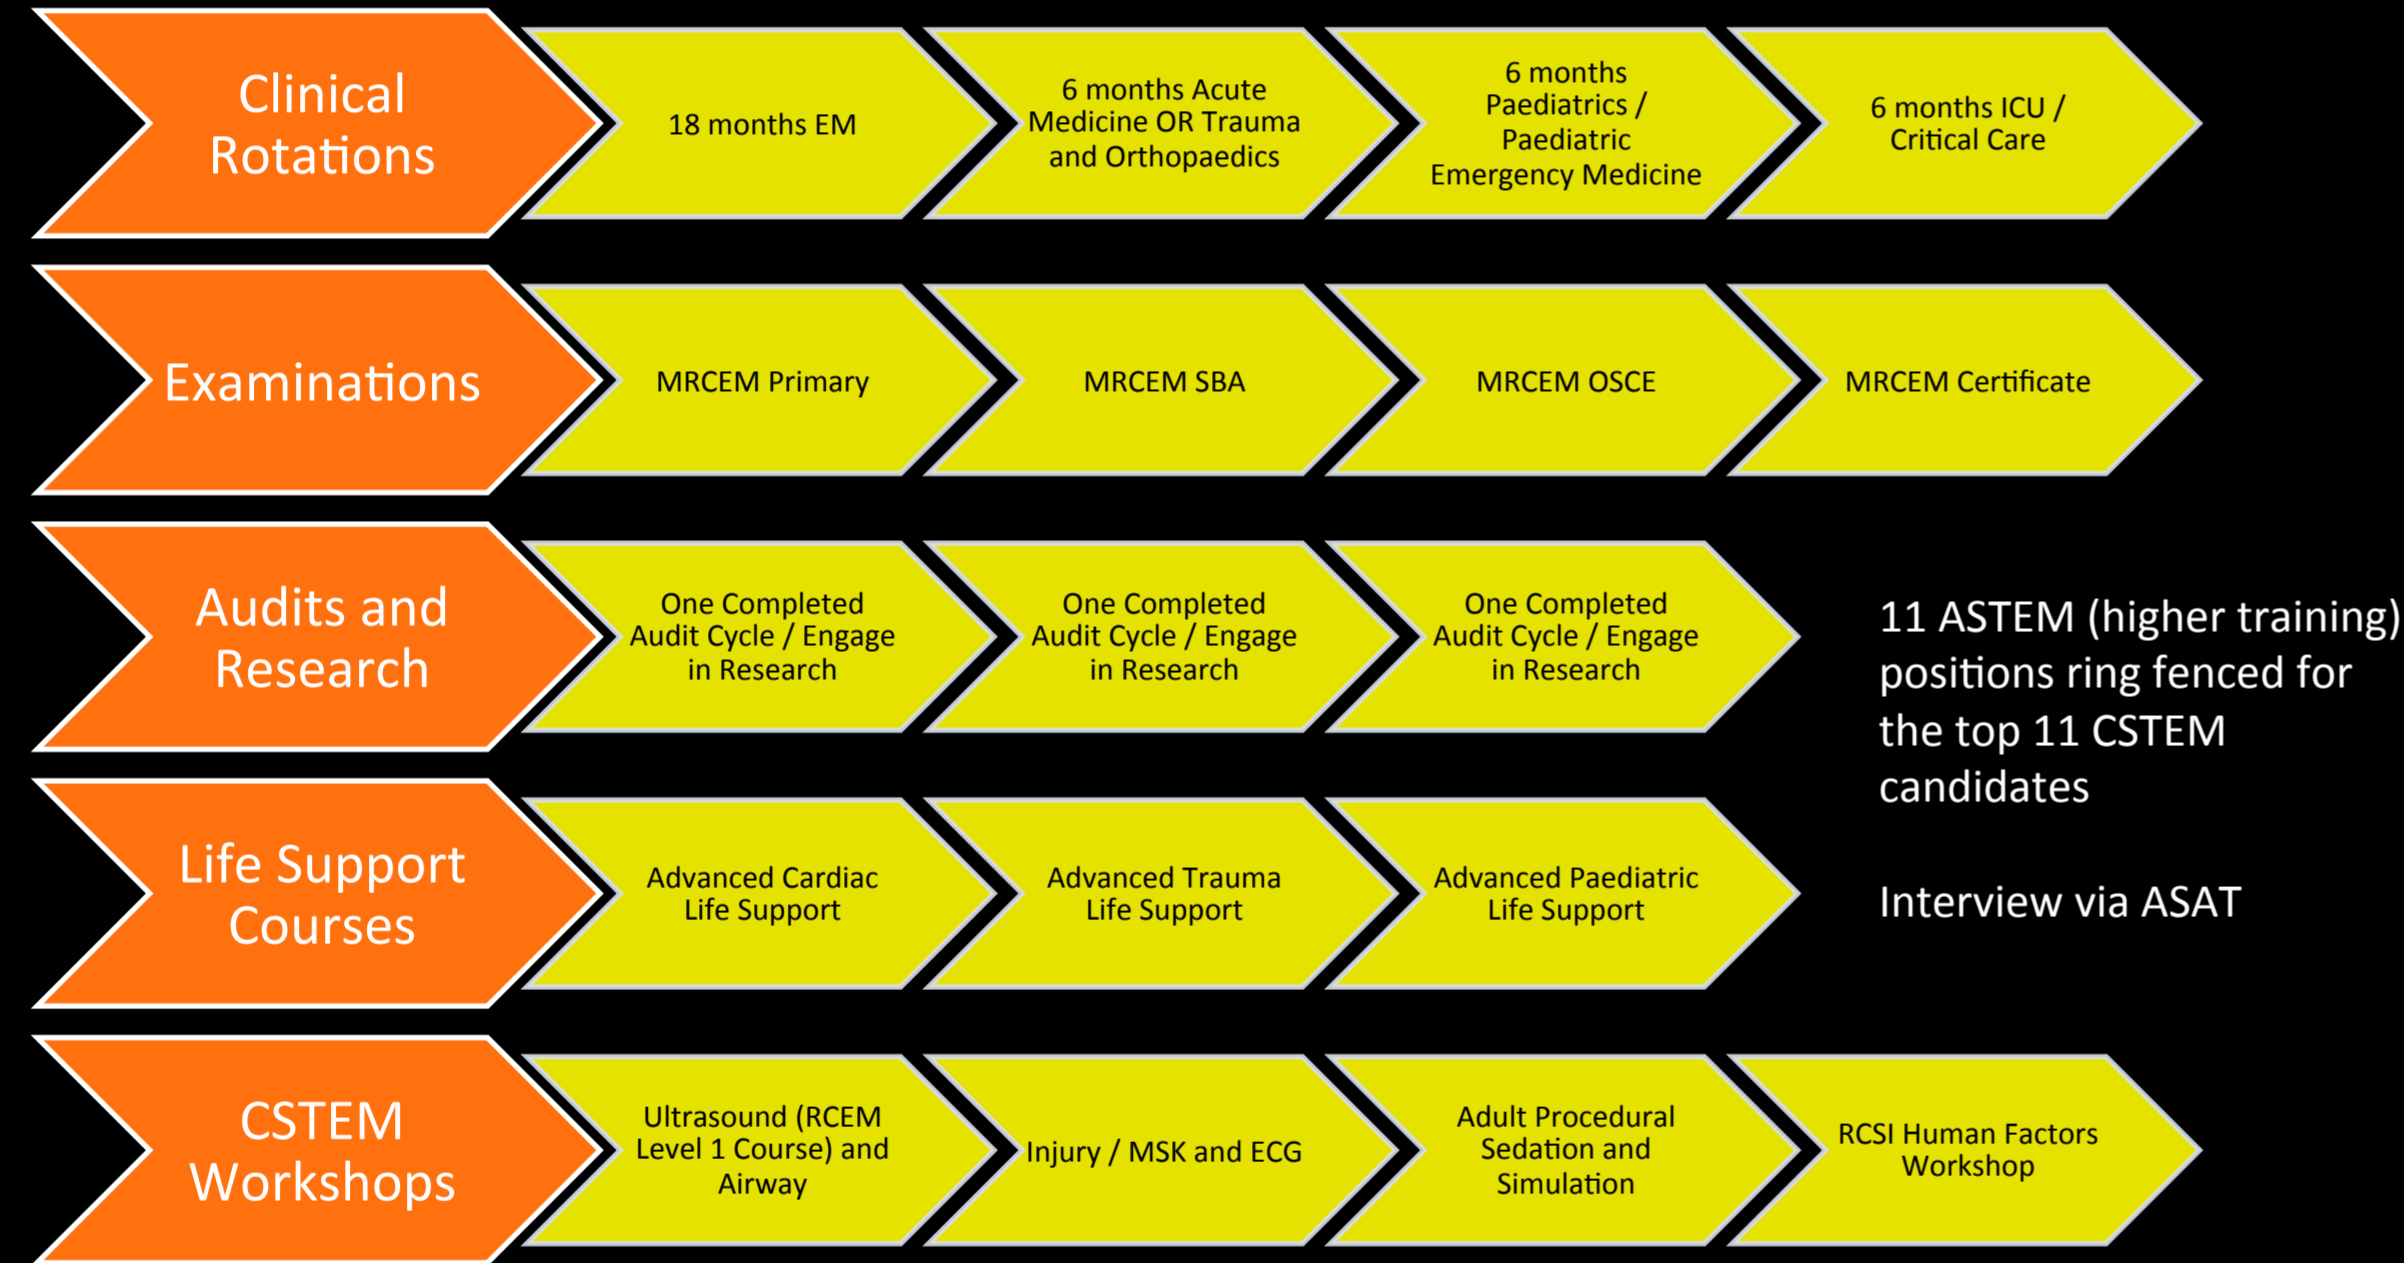 Clinical
Rotations
18 months EM
6 months Acute
Medicine OR Trauma
and Orthopaedics
6 months
Paediatrics /
Paediatric
Emergency Medicine
6 months ICU /
Critical Care
Examinations
MRCEM Primary
MRCEM SBA
MRCEM OSCE
MRCEM Certificate
Audits and
Research
One Completed
Audit Cycle / Engage
in Research
One Completed
Audit Cycle / Engage
in Research
One Completed
Audit Cycle / Engage
in Research
11 ASTEM (higher training)
positions ring fenced for
the top 11 CSTEM
candidates
Interview via ASAT
Life Support
Courses
Advanced Cardiac
Life Support
Advanced Trauma
Life Support
Advanced Paediatric
Life Support
CSTEM
Workshops
Ultrasound (RCEM
Level 1 Course) and
Airway
Injury / MSK and ECG
Adult Procedural
Sedation and
Simulation
RCSI Human Factors
Workshop